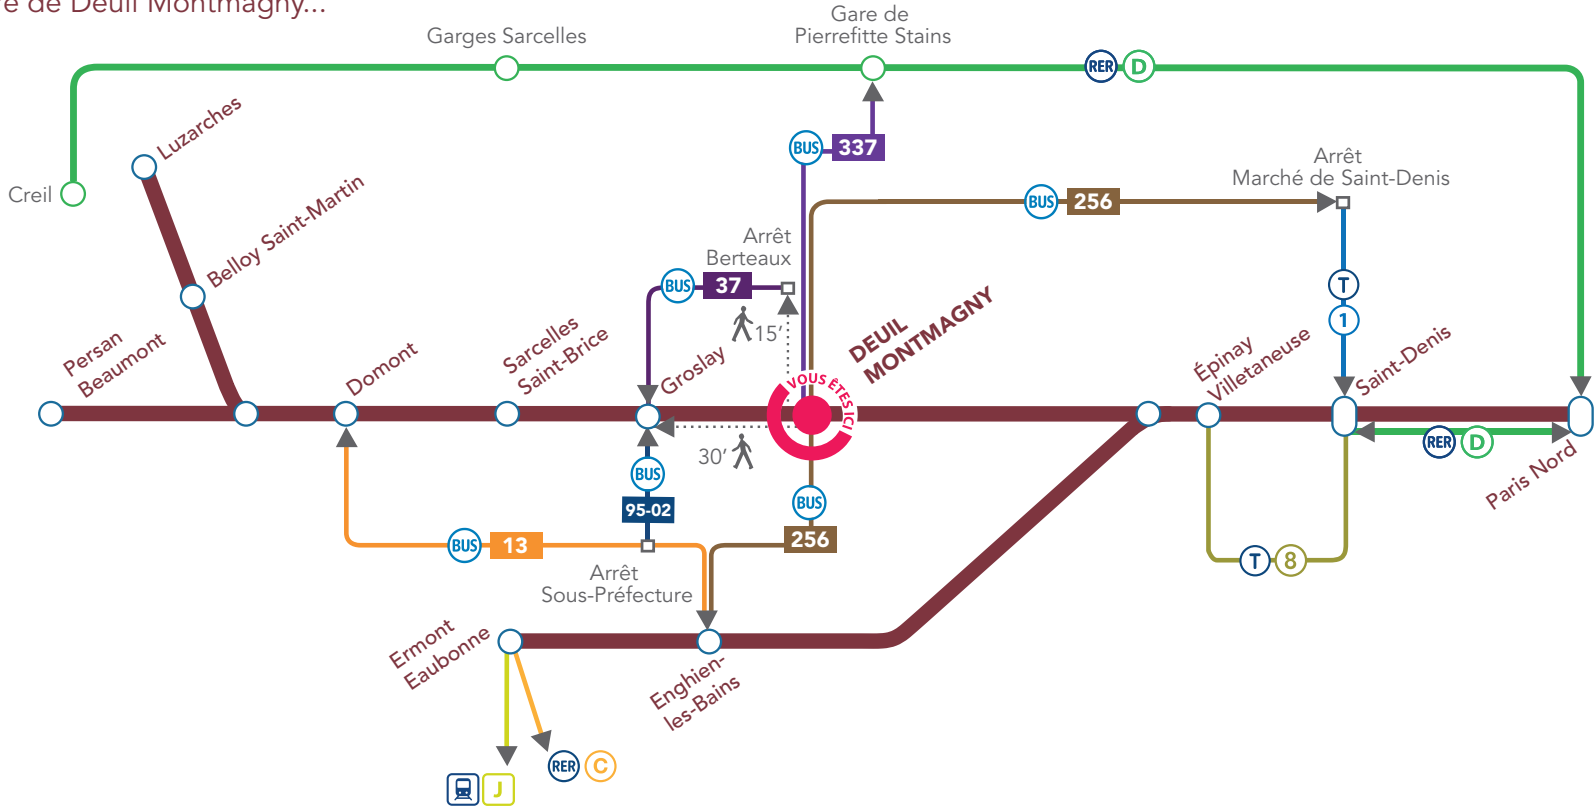 re de Deuil Montmagny...
Garges Sarcelles
Gare de
Pierrefitte Stains
RER D
Luzarches
Creil
Belloy Saint-Martin
BUS 337
Arrêt
Marché de Saint-Denis
BUS 256
Arrêt
Berteaux
BUS 37
15'
T
1
Persan
Beaumont
Domont
Sarcelles
Saint-Brice
Groslay
DEUIL
MONTMAGNY
VOUS ÊTES ICI
Épinay
Villetaneuse
Saint-Denis
30'
RER D
Paris Nord
BUS
95-02
BUS
256
BUS 13
Arrêt
Sous-Préfecture
T 8
Ermont
Eaubonne
Enghien-
les-Bains
RER C
J